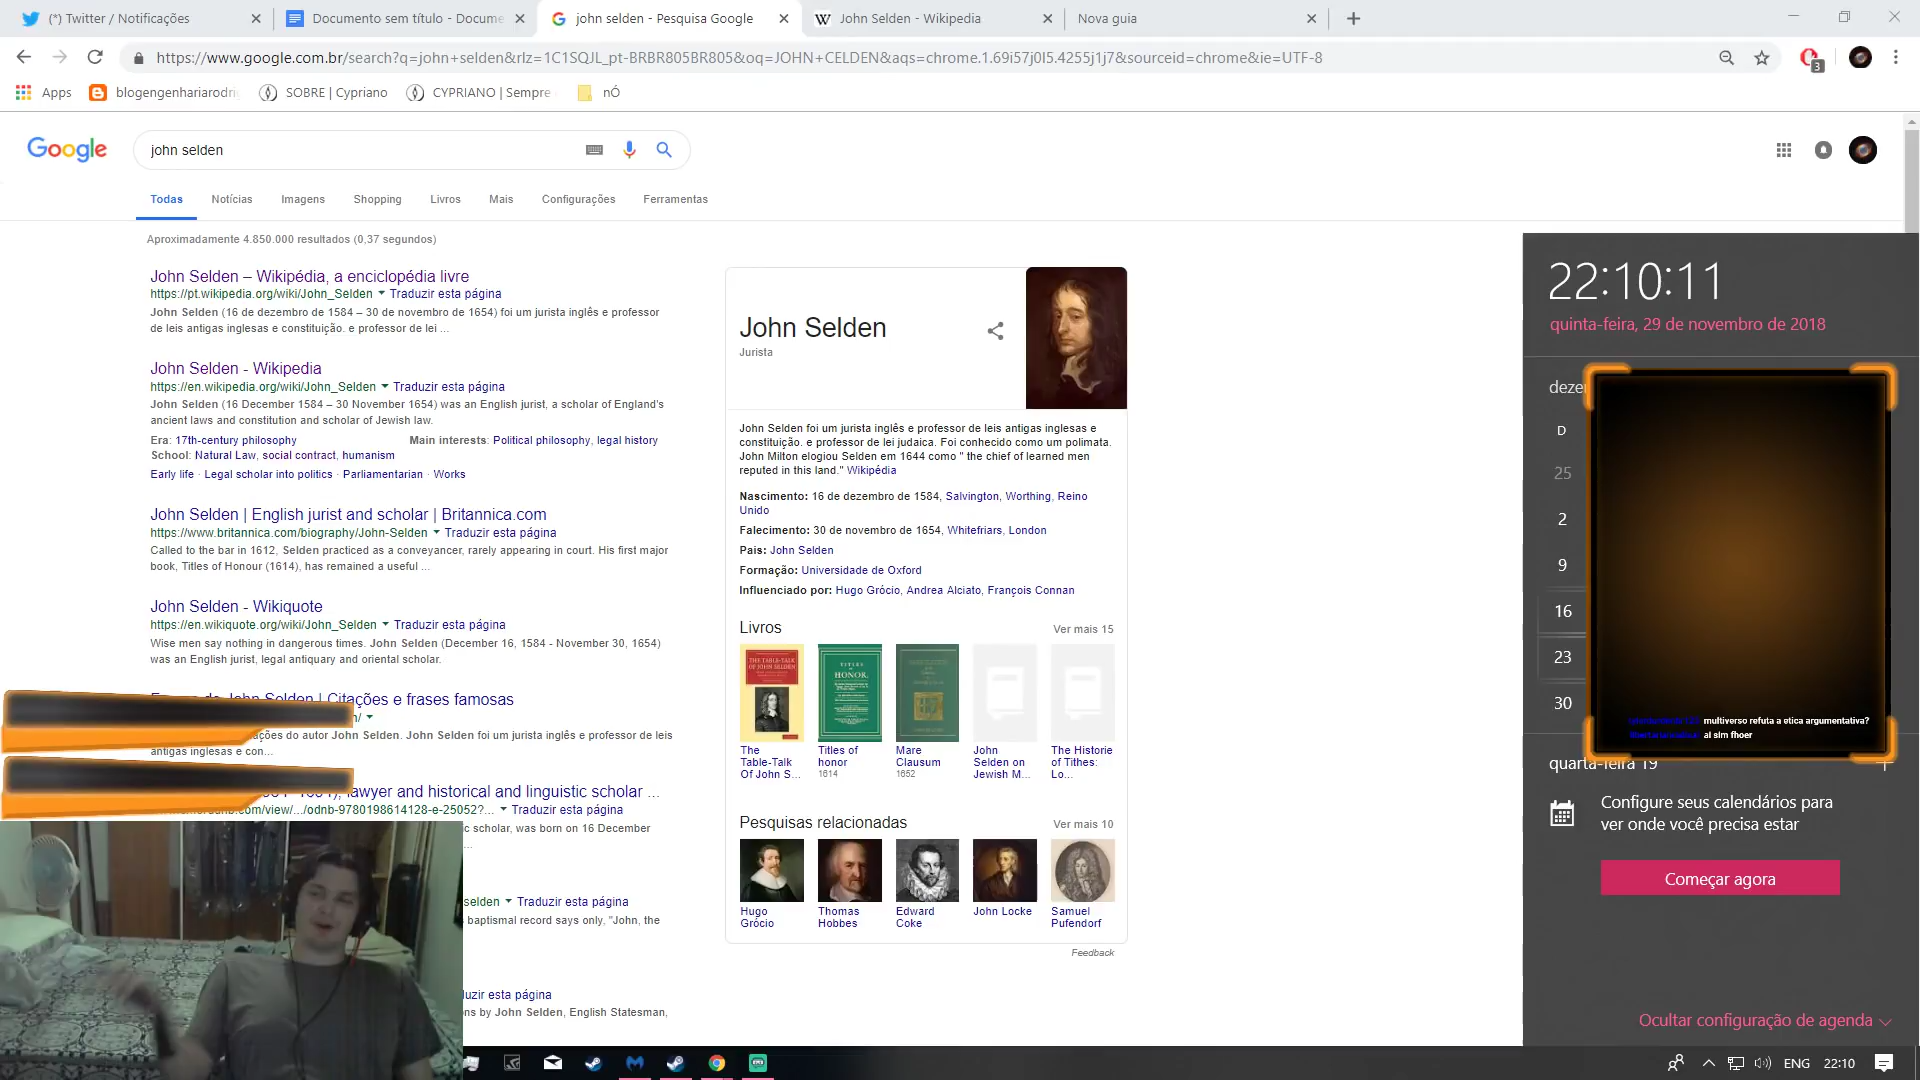 (*) Twitter / Notificações
Documento sem título - Docume
john selden - Pesquisa Google
John Selden - Wikipedia
Nova guia
https://www.google.com.br/search?q=john+selden&rlz=1C1SQJL_pt-BRBR805BR805&oq=JOHN+CELDEN&aqs=chrome.1.69i57j0l5.4255j1j7&sourceid=chrome&ie=UTF-8
3
Apps
blogengenhariarodri
SOBRE | Cypriano
CYPRIANO | Sempre
nÓ
Google
john selden
Todas
Notícias
Imagens
Shopping
Livros
Mais
Configurações
Ferramentas
Aproximadamente 4.850.000 resultados (0,37 segundos)
John Selden – Wikipédia, a enciclopédia livre
https://pt.wikipedia.org/wiki/John_Selden Traduzir esta página
John Selden (16 de dezembro de 1584 – 30 de novembro de 1654) foi um jurista inglês e professor
de leis antigas inglesas e constituição. e professor de lei ...
John Selden - Wikipedia
https://en.wikipedia.org/wiki/John_Selden Traduzir esta página
John Selden (16 December 1584 – 30 November 1654) was an English jurist, a scholar of England's
ancient laws and constitution and scholar of Jewish law.
Era: 17th-century philosophy
Main interests: Political philosophy, legal history
School: Natural Law, social contract, humanism
Early life · Legal scholar into politics · Parliamentarian · Works
John Selden | English jurist and scholar | Britannica.com
https://www.britannica.com/biography/John-Selden Traduzir esta página
Called to the bar in 1612, Selden practiced as a conveyancer, rarely appearing in court. His first major
book, Titles of Honour (1614), has remained a useful ...
John Selden - Wikiquote
https://en.wikiquote.org/wiki/John_Selden Traduzir esta página
Wise men say nothing in dangerous times. John Selden (December 16, 1584 - November 30, 1654)
was an English jurist, legal antiquary and oriental scholar.
de John Selden | Citações e frases famosas
n/
ações do autor John Selden. John Selden foi um jurista inglês e professor de leis
antigas inglesas e con...
lawyer and historical and linguistic scholar ...
.com/view/.../odnb-9780198614128-e-25052?... Traduzir esta página
c scholar, was born on 16 December
...
selden Traduzir esta página
baptismal record says only, "John, the
luzir esta página
ns by John Selden, English Statesman,
John Selden
Jurista
John Selden foi um jurista inglês e professor de leis antigas inglesas e
constituição. e professor de lei judaica. Foi conhecido como um polímata.
John Milton elogiou Selden em 1644 como " the chief of learned men
reputed in this land." Wikipédia
Nascimento: 16 de dezembro de 1584, Salvington, Worthing, Reino
Unido
Falecimento: 30 de novembro de 1654, Whitefriars, London
Pais: John Selden
Formação: Universidade de Oxford
Influenciado por: Hugo Grócio, Andrea Alciato, François Connan
Livros
Ver mais 15
THE TABLE-TALK
OF JOHN SELDEN
TITLES
of
HONOR
MARE
CLAUSUM
The
Table-Talk
Of John S...
Titles of
honor
1614
Mare
Clausum
1652
John
Selden on
Jewish M...
The Historie
of Tithes:
Lo...
Pesquisas relacionadas
Ver mais 10
Hugo
Grócio
Thomas
Hobbes
Edward
Coke
John Locke
Samuel
Pufendorf
Feedback
22:10:11
quinta-feira, 29 de novembro de 2018
deze
D
25
2
9
16
23
30
multiverso refuta a etica argumentativa?
ai sim fhoer
quarta-feira 19
Configure seus calendários para
ver onde você precisa estar
Começar agora
Ocultar configuração de agenda
ENG
22:10